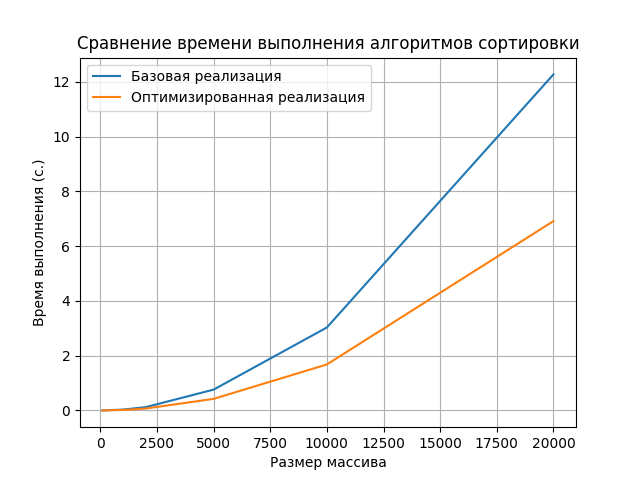 Сравнение времени выполнения алгоритмов сортировки
Базовая реализация
Оптимизированная реализация
Время выполнения (с.)
12
10
8
6
4
2
0
0 2500 5000 7500 10000 12500 15000 17500 20000
Размер массива